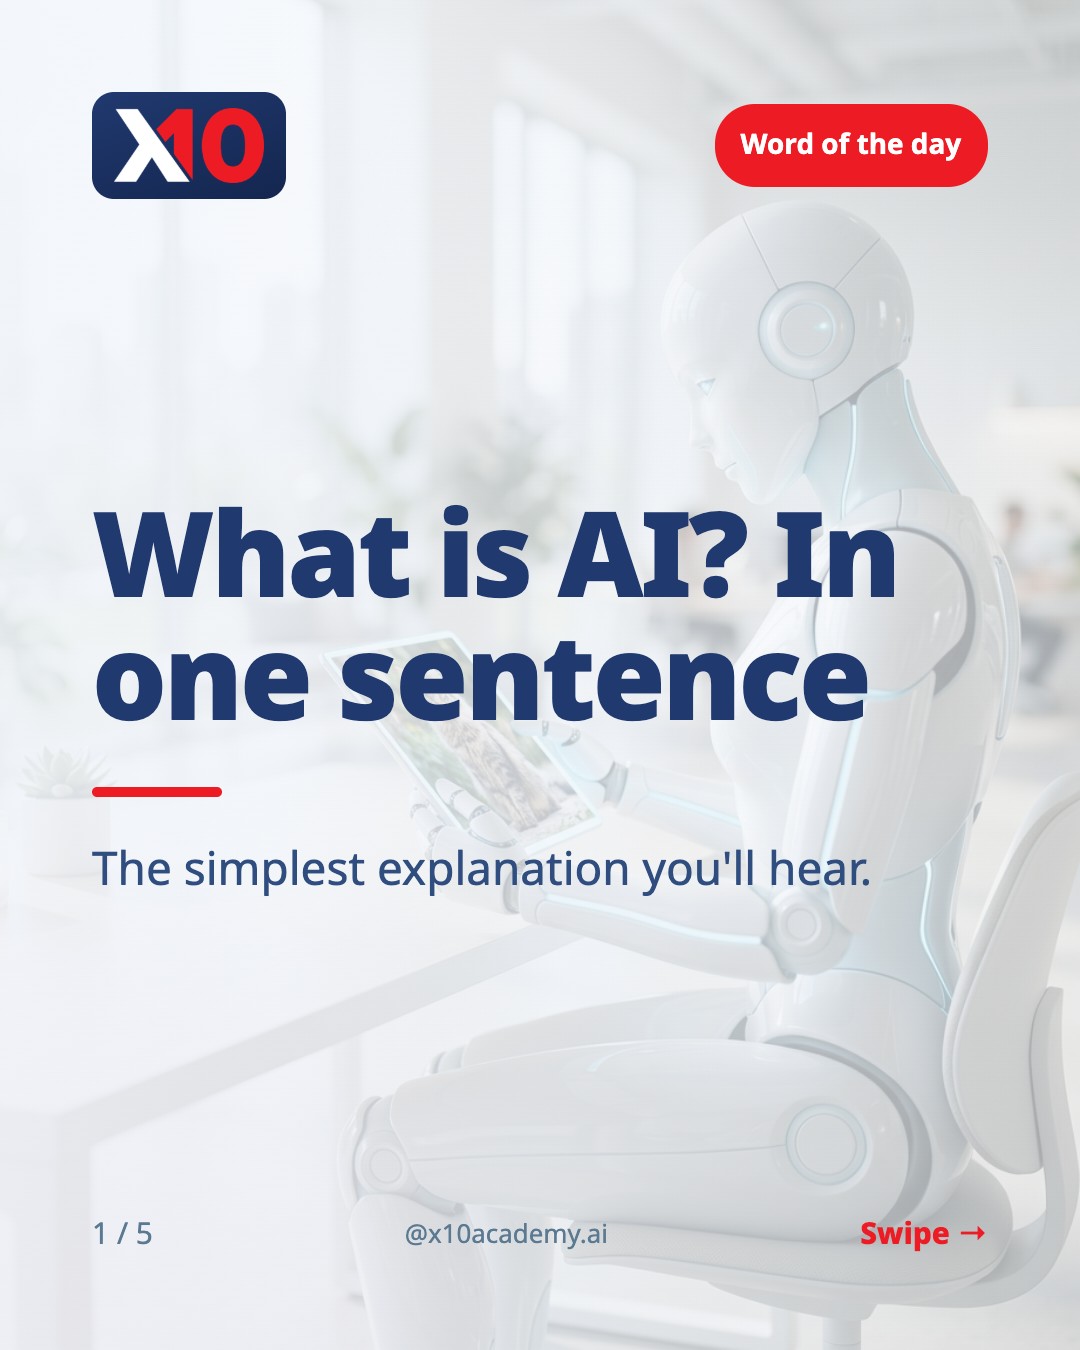 X10
Word of the day
What is AI? In
one sentence
The simplest explanation you'll hear.
1 / 5
@x10academy.ai
Swipe →